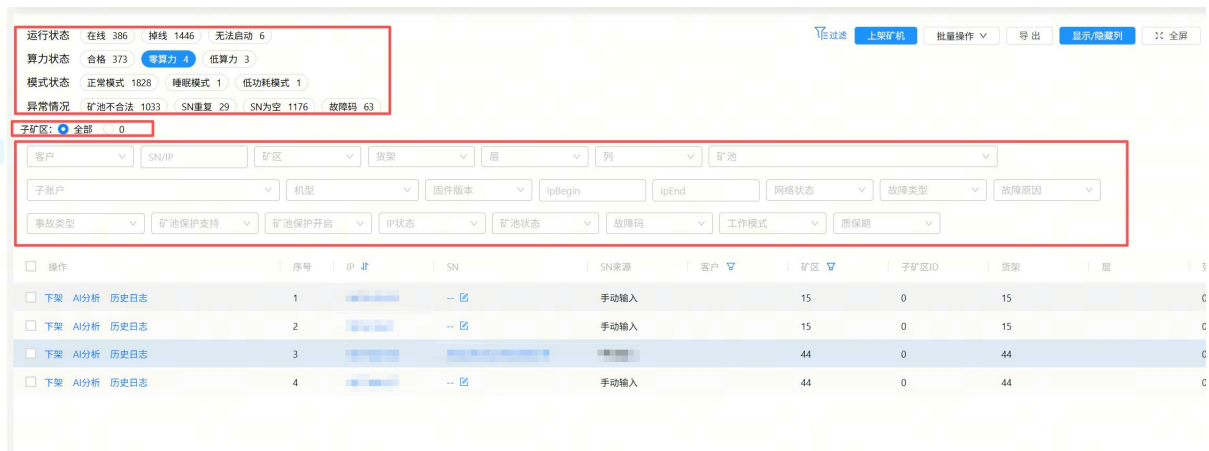 运行状态 在线 386 掉线 1446 无法启动 6
过滤 上架矿机 批量操作 导出 显示/隐藏列 全屏
算力状态 合格 373 零算力 4 低算力 3
模式状态 正常模式 1828 睡眠模式 1 低功耗模式 1
异常情况 矿池不合法 1033 SN重复 29 SN为空 1176 故障码 63
子矿区: 全部 0
客户 SN/IP 矿区 货架 层 列 矿池
子账户 机型 固件版本 ipBegin ipEnd 网络状态 故障类型 故障原因
事故类型 矿池保护支持 矿池保护开启 IP状态 矿池状态 故障码 工作模式 质保期
操作 序号 IP SN SN来源 客户 矿区 子矿区ID 货架 层
下架 AI分析 历史日志 1 -- 手动输入 15 0 15
下架 AI分析 历史日志 2 -- 手动输入 15 0 15
下架 AI分析 历史日志 3 44 0 44
下架 AI分析 历史日志 4 -- 手动输入 44 0 44